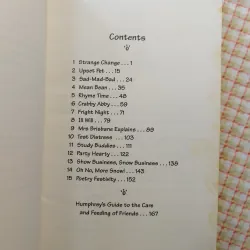 Contents
1 Strange Change . . 1
2 Upset Pet . . 15
3 Sad-Mad-Bad . . 24
4 Mean Bean . . 35
5 Rhyme Time . . 48
6 Crabby Abby . . 59
7 Fright Night . . 71
8 Ill Will . . 79
9 Mrs Brisbane Explains . . 89
10 Test Distress . . 103
11 Study Buddies . . 111
12 Party Hearty . . 122
13 Show Business, Snow Business . . 138
14 Oh No, More Snow! . . 143
15 Poetry Festivity . . 152
Humphrey's Guide to the Care
and Feeding of Friends . . 167